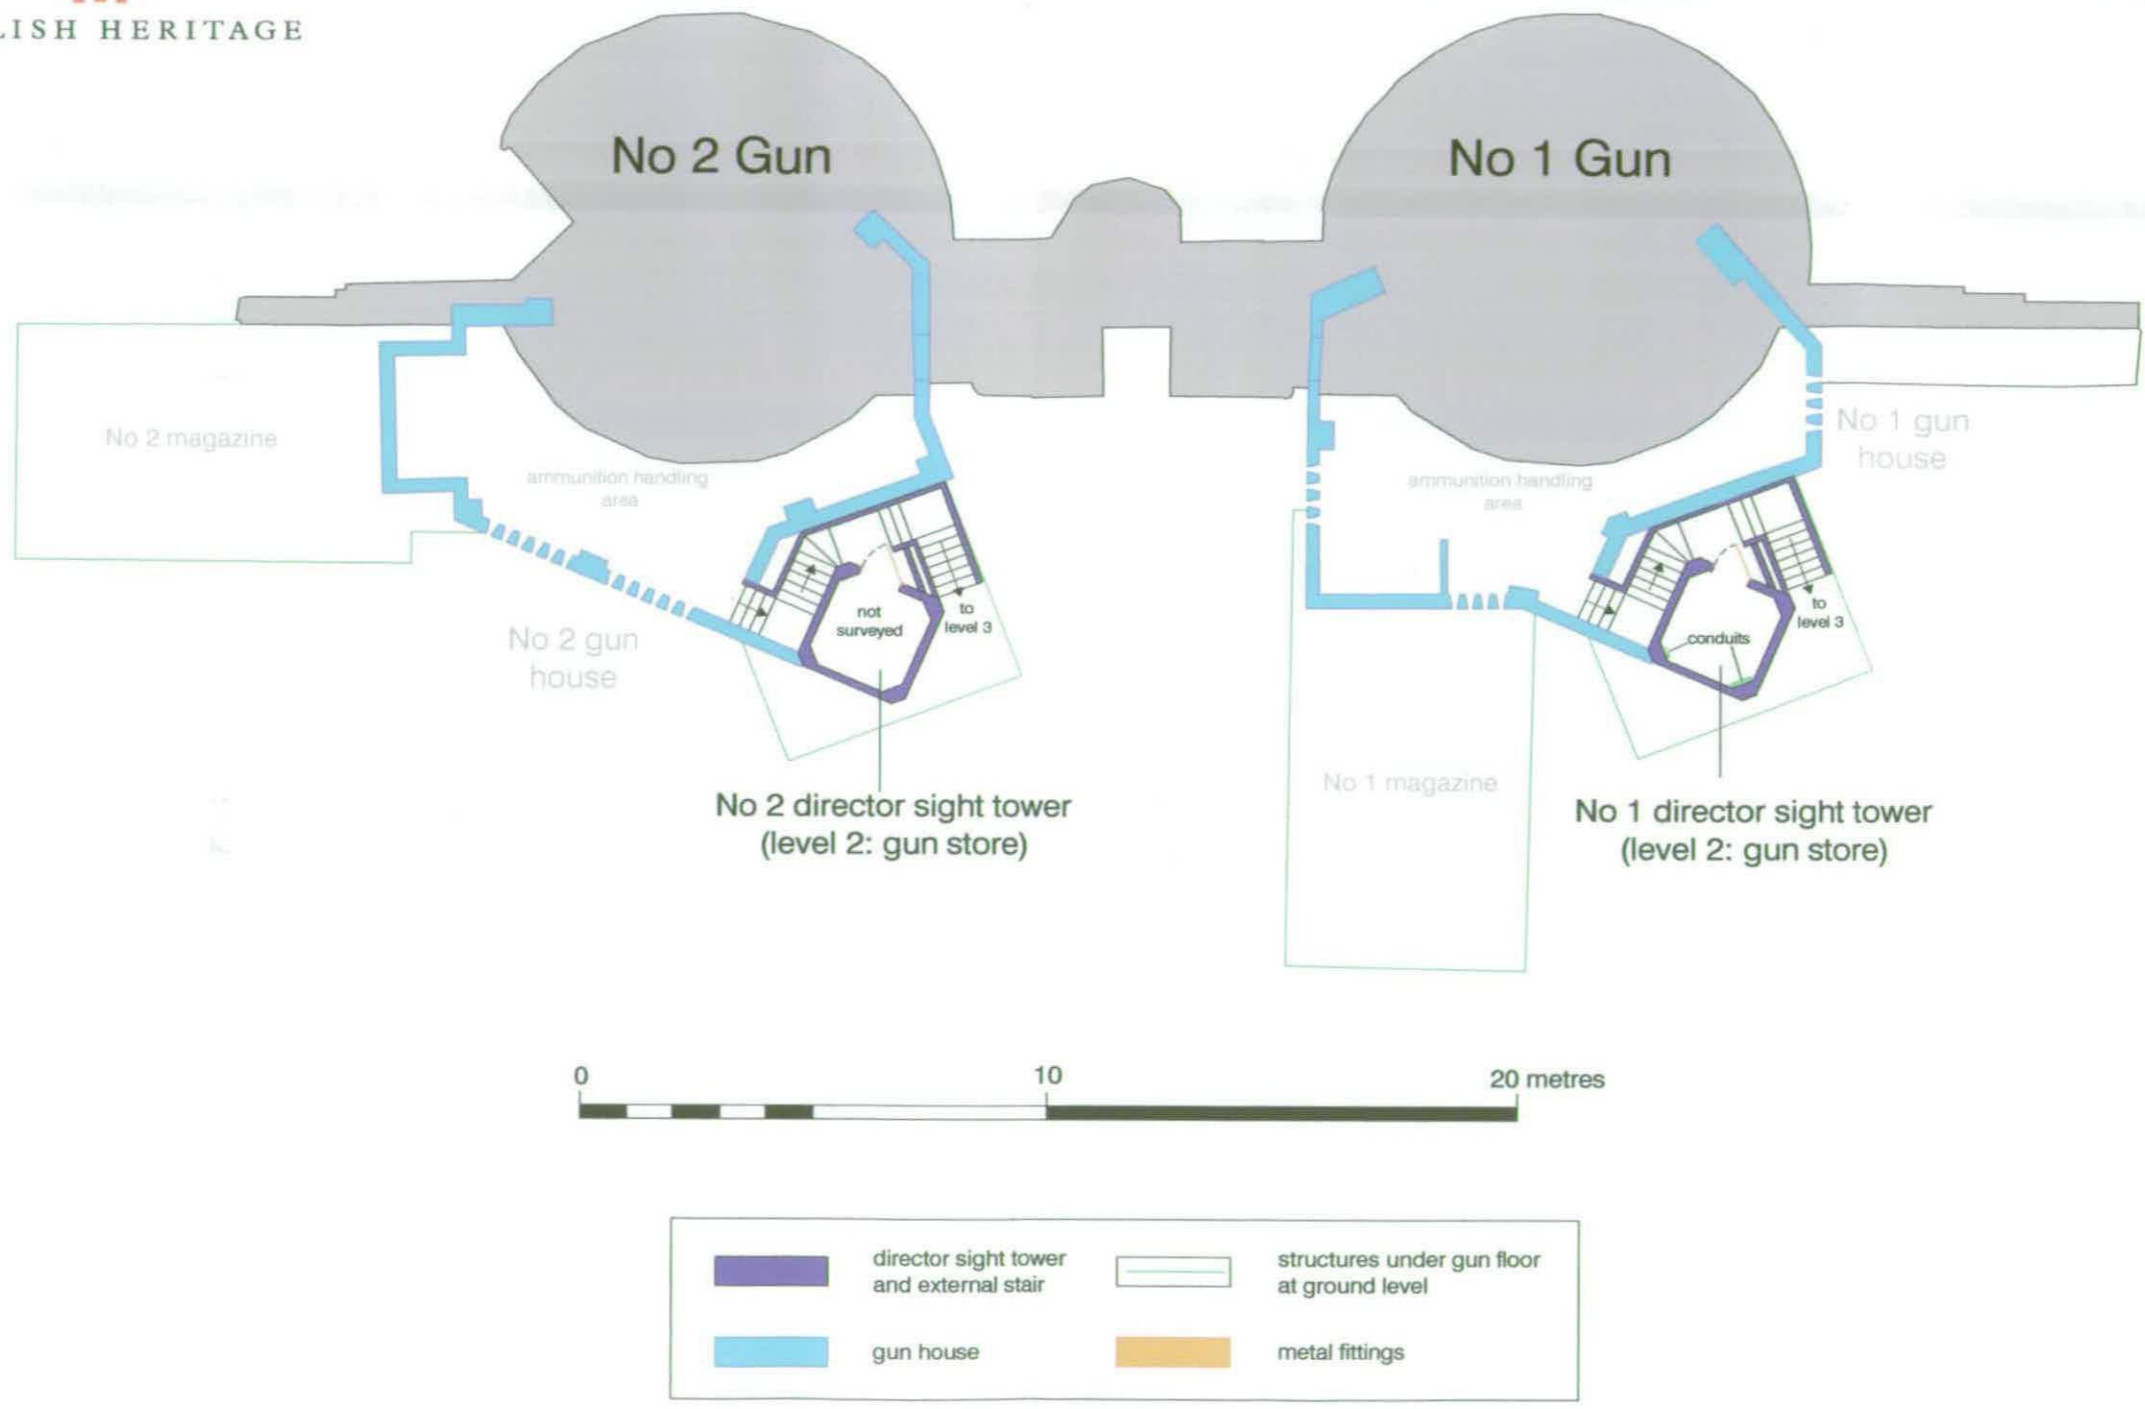 LISH HERITAGE
No 2 Gun
No 1 Gun
No 2 magazine
ammunition handling
area
No 1 gun
house
ammunition handling
area
not
surveyed
to
level 3
No 2 gun
house
conduits
to
level 3
No 1 magazine
No 2 director sight tower
(level 2: gun store)
No 1 director sight tower
(level 2: gun store)
0
10
20 metres
director sight tower
and external stair
structures under gun floor
at ground level
gun house
metal fittings